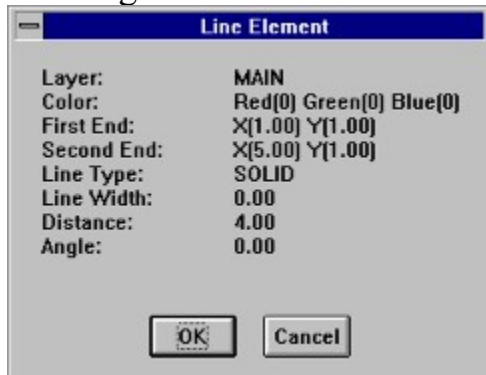 Line Element
Layer: MAIN
Color: Red(0) Green(0) Blue(0)
First End: X(1.00) Y(1.00)
Second End: X(5.00) Y(1.00)
Line Type: SOLID
Line Width: 0.00
Distance: 4.00
Angle: 0.00
OK Cancel